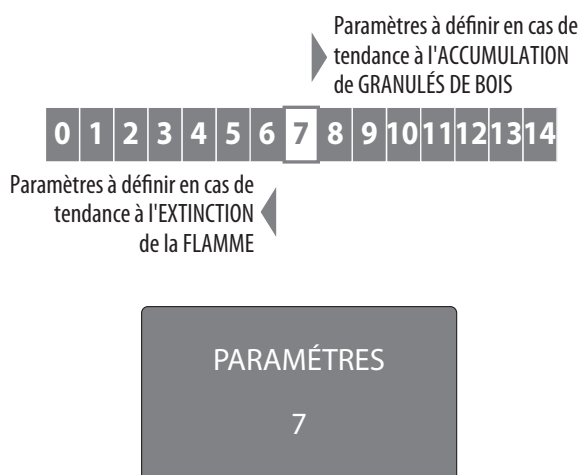 Paramètres à définir en cas de
tendance à l'ACCUMULATION
de GRANULÉS DE BOIS
0 1 2 3 4 5 6 7 8 9 10 11 12 13 14
Paramètres à définir en cas de
tendance à l'EXTINCTION
de la FLAMME
PARAMÉTRES
7